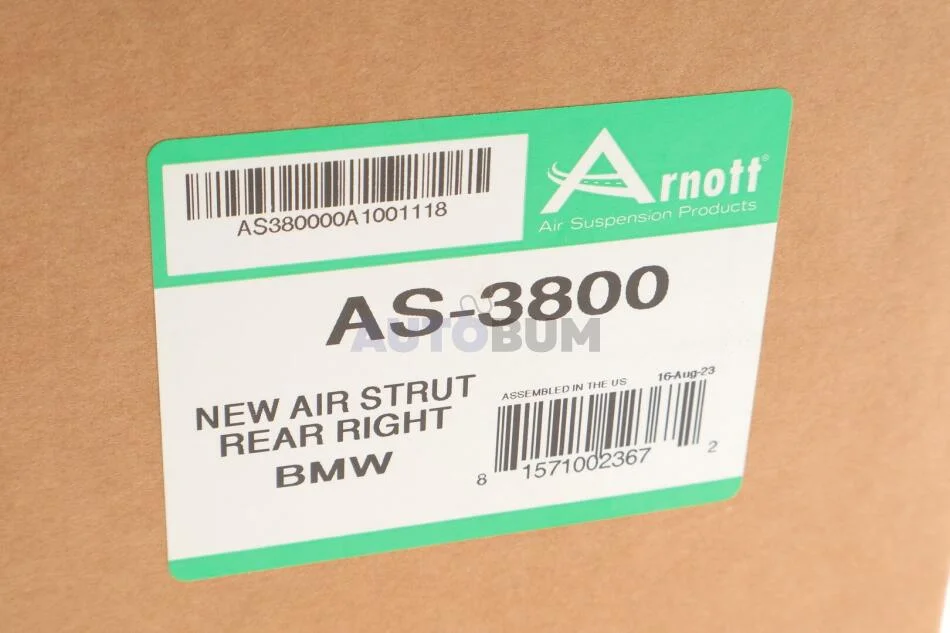 AS380000A1001118
Arnott®
Air Suspension Products
AS-3800
AUTOBUM
NEW AIR STRUT
REAR RIGHT
BMW
ASSEMBLED IN THE US 16-Aug-23
8 1571002367 2